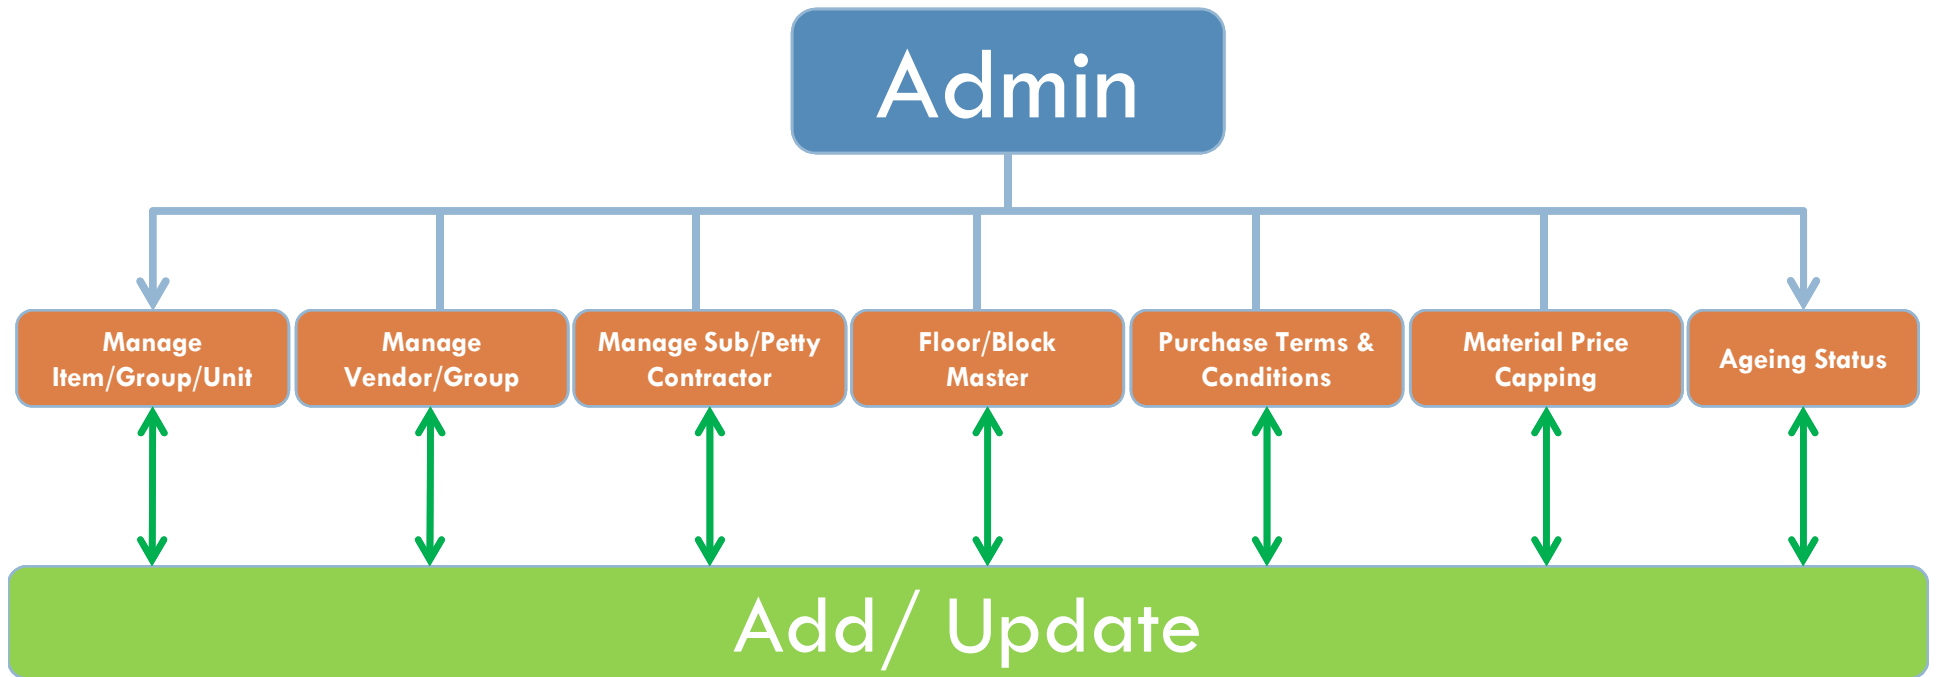 Admin
Manage
Item/Group/Unit
Manage
Vendor/Group
Manage Sub/Petty
Contractor
Floor/Block
Master
Purchase Terms &
Conditions
Material Price
Capping
Ageing Status
Add/ Update